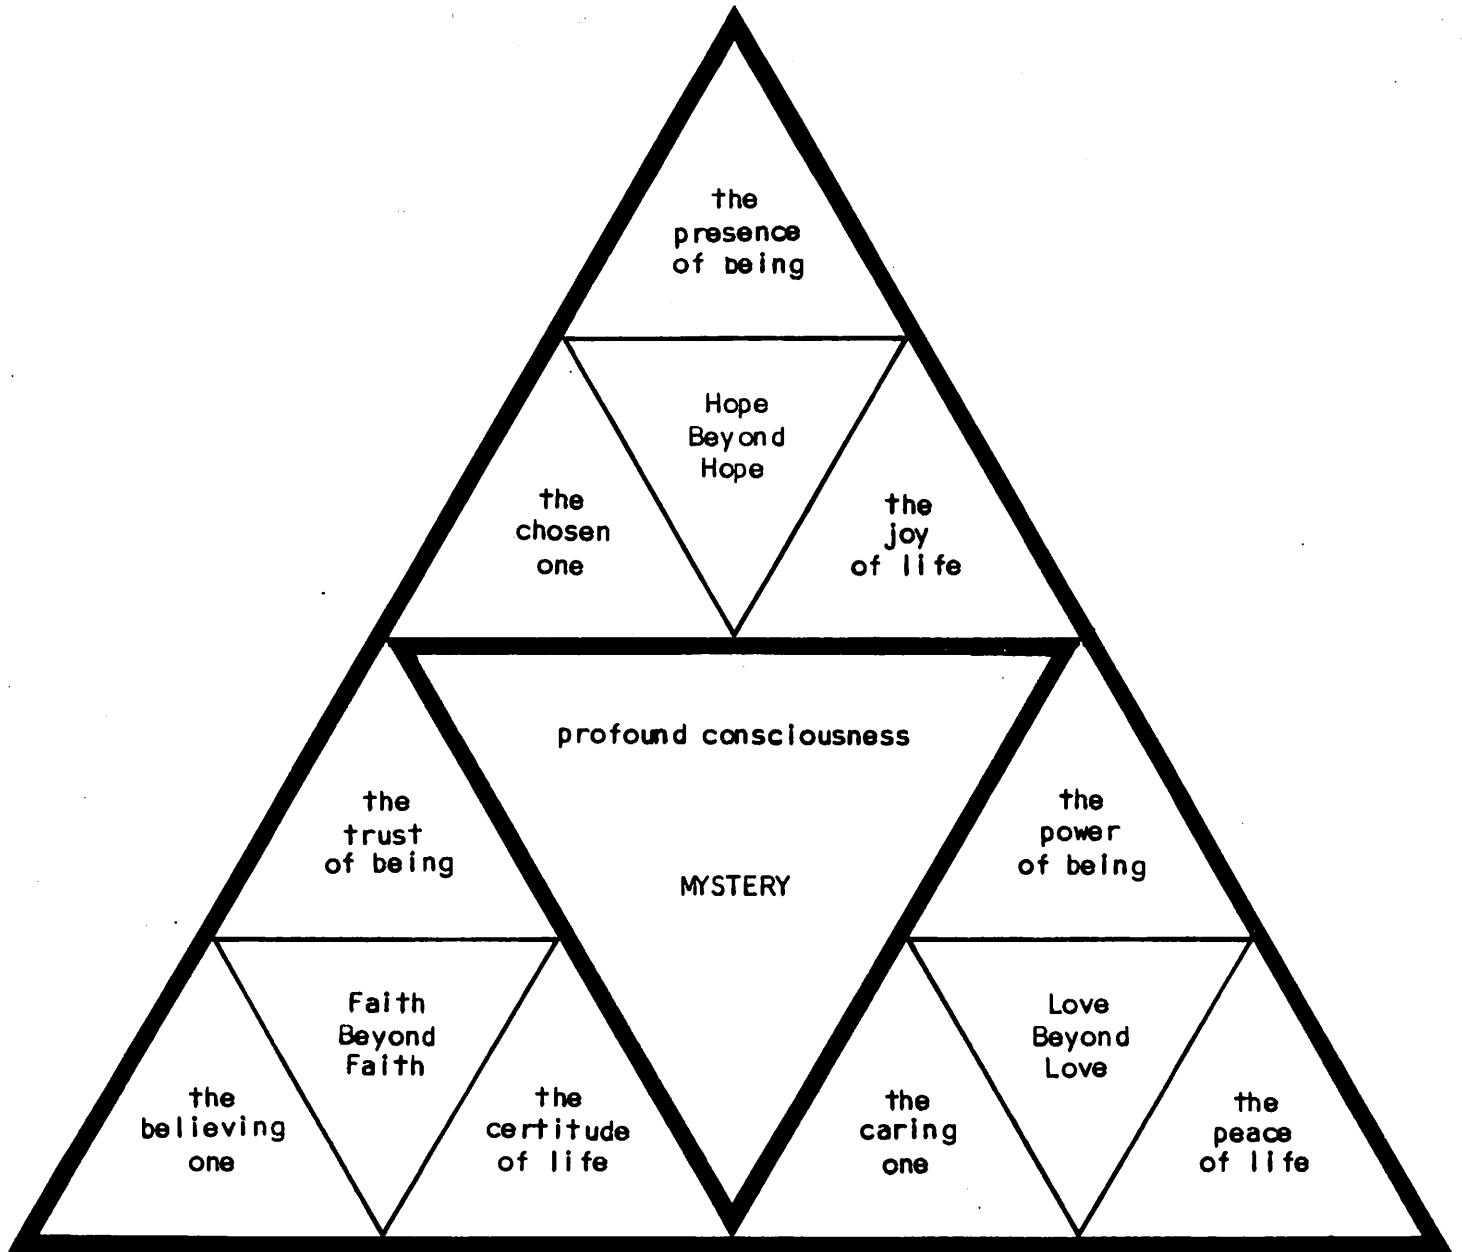 the
presence
of being
Hope
Beyond
Hope
the
chosen
one
the
joy
of life
profound consciousness
MYSTERY
the
trust
of being
the
power
of being
Faith
Beyond
Faith
the
believing
one
the
certitude
of life
Love
Beyond
Love
the
caring
one
the
peace
of life